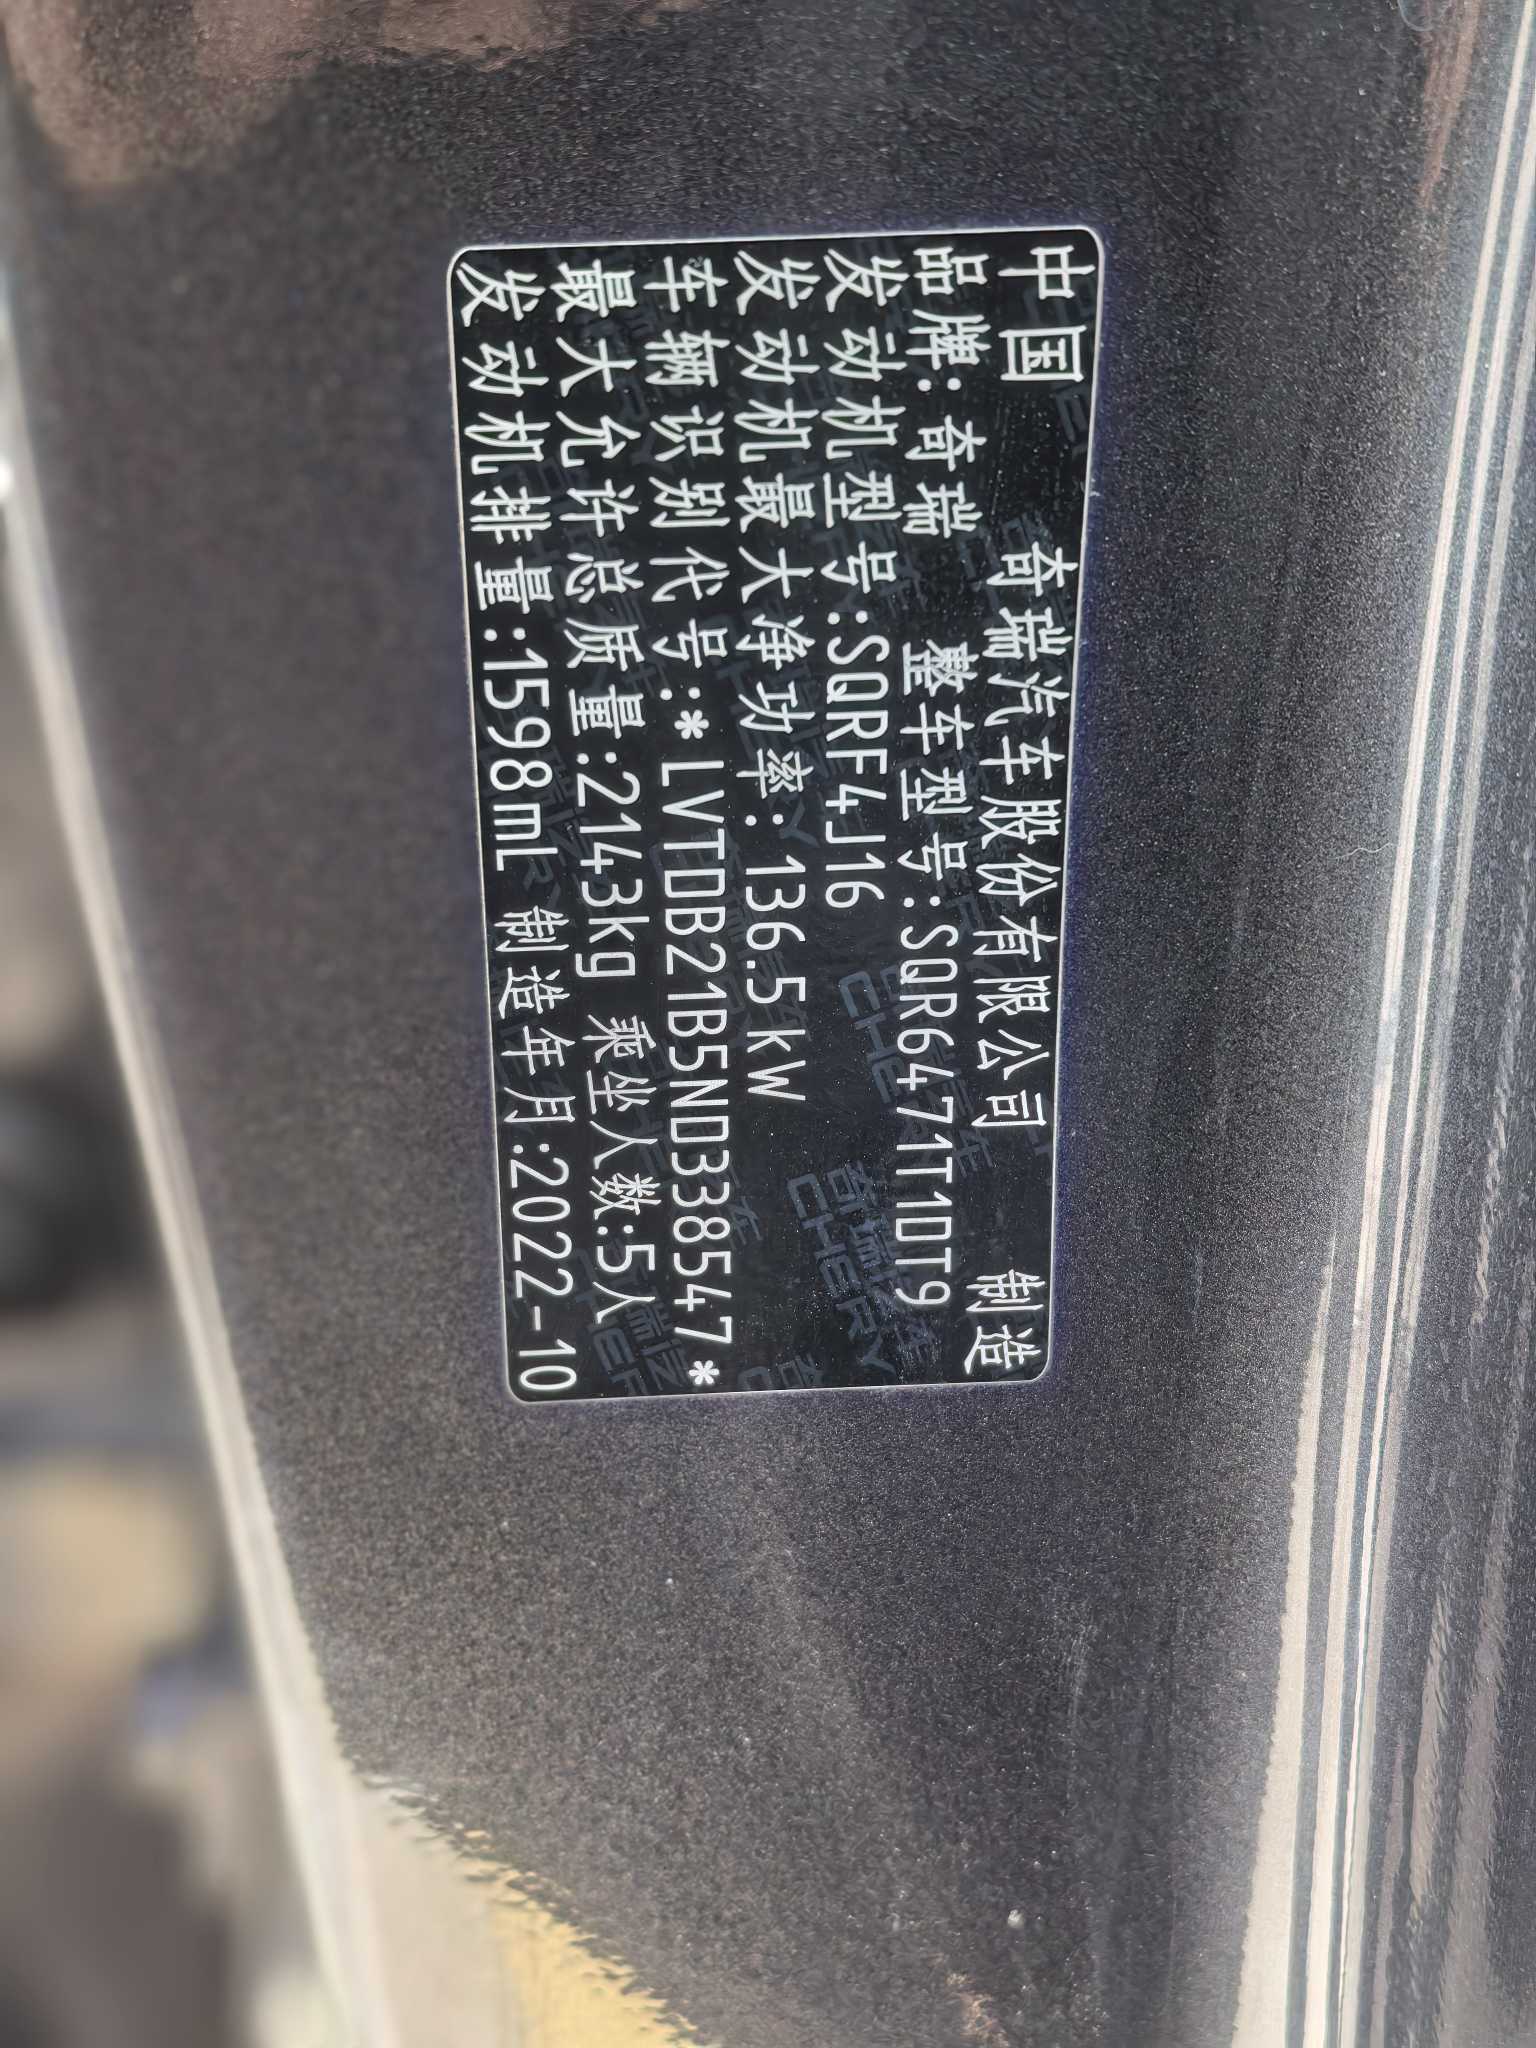 中国 奇瑞汽车股份有限公司 制造
品牌:奇瑞 整车型号:SQR6471T1DT9
发动机型号:SQRF4J16
发动机最大净功率:136.5kW
车辆识别代号:*LVTDB21B5ND338547*
最大允许总质量:2143kg 乘坐人数:5人
发动机排量:1598mL 制造年月:2022-10